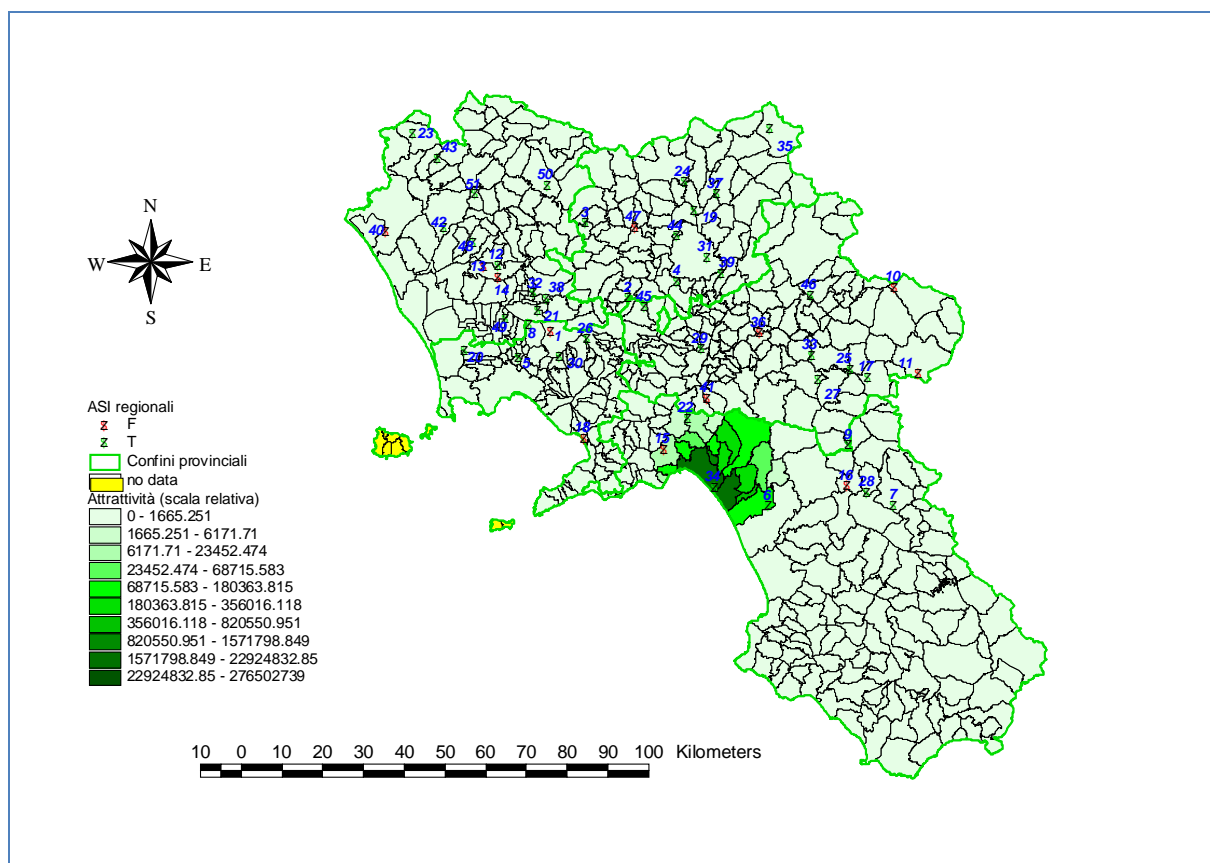 23
43
35
51
50
24
37
N
40
42
3
47
44
19
W
E
48
12
31
39
13
4
S
14
32
38
2
45
46
10
49
21
8
1
26
36
5
30
29
33
25
17
11
27
41
ASI regionali
F
T
22
18
15
9
Confini provinciali
no data
Attrattività (scala relativa)
34
6
16
28
7
0 - 1665.251
1665.251 - 6171.71
6171.71 - 23452.474
23452.474 - 68715.583
68715.583 - 180363.815
180363.815 - 356016.118
356016.118 - 820550.951
820550.951 - 1571798.849
1571798.849 - 22924832.85
22924832.85 - 276502739
10 0 10 20 30 40 50 60 70 80 90 100 Kilometers